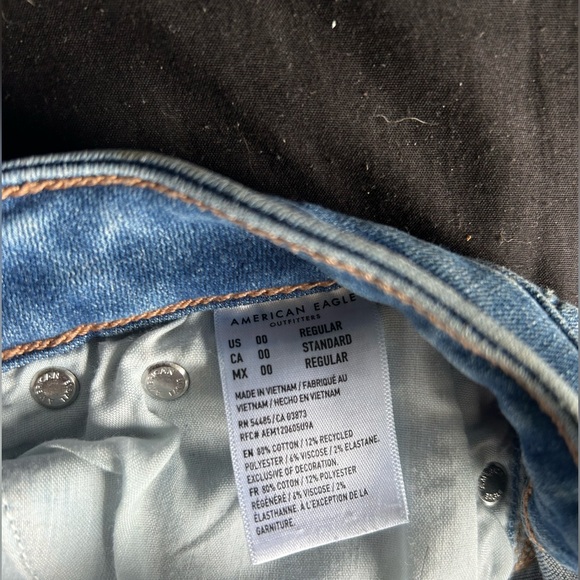 AMERICAN EAGLE
OUTFITTERS
US 00 REGULAR
CA 00 STANDARD
MX 00 REGULAR
MADE IN VIETNAM / FABRIQUÉ AU
VIETNAM / HECHO EN VIETNAM
RN 54485/CA 03873
RFC# AEM120605U9A
EN 80% COTTON / 12% RECYCLED
POLYESTER / 6% VISCOSE / 2% ELASTANE.
EXCLUSIVE OF DECORATION.
FR 80% COTON / 12% POLYESTER
RÉGÉNÉRÉ / 6% VISCOSE / 2%
ÉLASTHANNE. À L'EXCEPTION DE LA
GARNITURE.